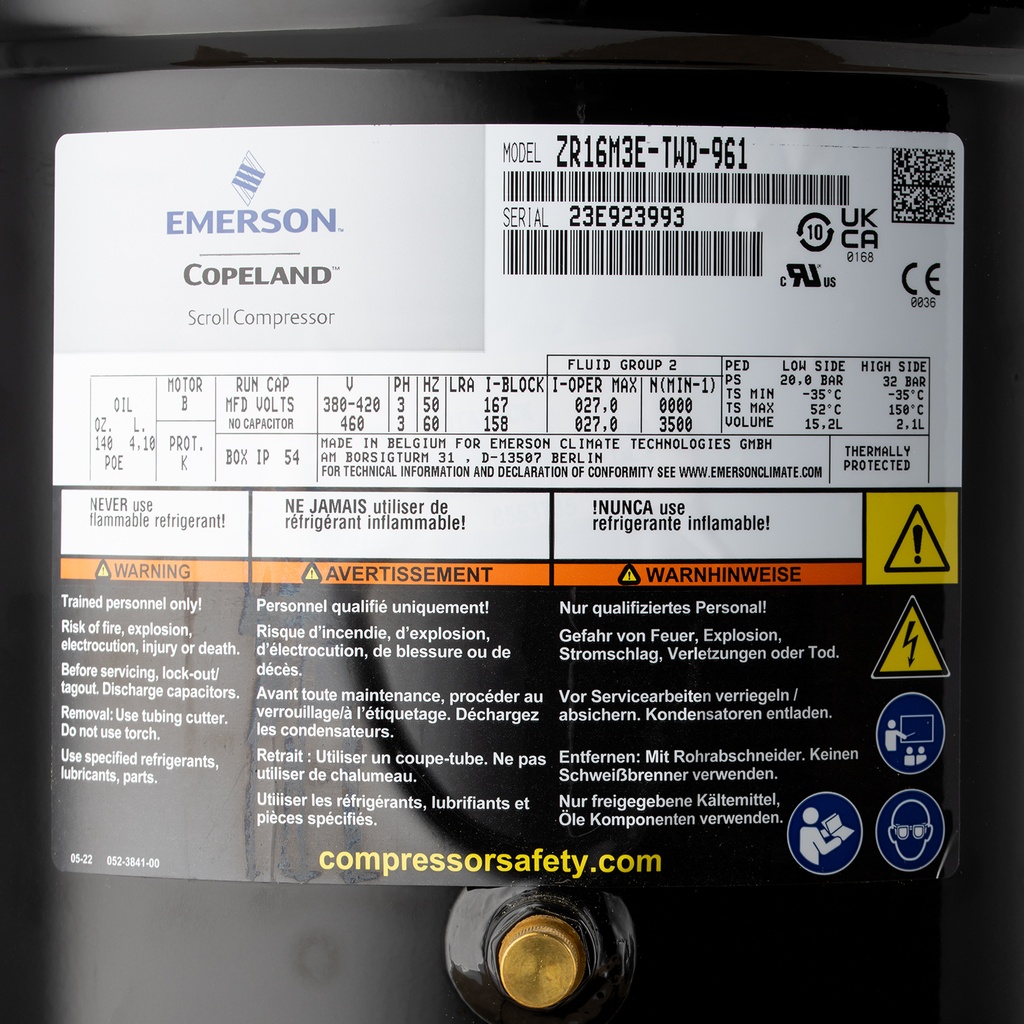 EMERSON™
COPELAND™
Scroll Compressor
MODEL ZR16M3E-TWD-961
SERIAL 23E923993
10
UK
CA
0168
c RU US
CE
0036
FLUID GROUP 2
OIL
OZ. L.
140 4.10
POE
MOTOR
B
PROT.
K
RUN CAP
MFD VOLTS
NO CAPACITOR
BOX IP 54
V PH HZ LRA I-BLOCK I-OPER MAX N(MIN-1)
380-420 3 50 167 027,0 0000
460 3 60 158 027,0 3500
PED LOW SIDE HIGH SIDE
PS 20,0 BAR 32 BAR
TS MIN -35°C -35°C
TS MAX 52°C 150°C
VOLUME 15,2L 2,1L
MADE IN BELGIUM FOR EMERSON CLIMATE TECHNOLOGIES GMBH
AM BORSIGTURM 31 , D-13507 BERLIN
FOR TECHNICAL INFORMATION AND DECLARATION OF CONFORMITY SEE WWW.EMERSONCLIMATE.COM
THERMALLY
PROTECTED
NEVER use
flammable refrigerant!
NE JAMAIS utiliser de
réfrigérant inflammable!
!NUNCA use
refrigerante inflamable!
WARNING
AVERTISSEMENT
WARNHINWEISE
Trained personnel only!
Risk of fire, explosion,
electrocution, injury or death.
Before servicing, lock-out/
tagout. Discharge capacitors.
Removal: Use tubing cutter.
Do not use torch.
Use specified refrigerants,
lubricants, parts.
Personnel qualifié uniquement!
Risque d'incendie, d'explosion,
d'électrocution, de blessure ou de
décès.
Avant toute maintenance, procéder au
verrouillage/à l'étiquetage. Déchargez
les condensateurs.
Retrait : Utiliser un coupe-tube. Ne pas
utiliser de chalumeau.
Utiiser les réfrigérants, lubrifiants et
pièces spécifiés.
Nur qualifiziertes Personal!
Gefahr von Feuer, Explosion,
Stromschlag, Verletzungen oder Tod.
Vor Servicearbeiten verriegeln /
absichern. Kondensatoren entladen.
Entfernen: Mit Rohrabschneider. Keinen
Schweißbrenner verwenden.
Nur freigegebene Kältemittel,
Öle Komponenten verwenden.
05-22 052-3841-00
compressorsafety.com